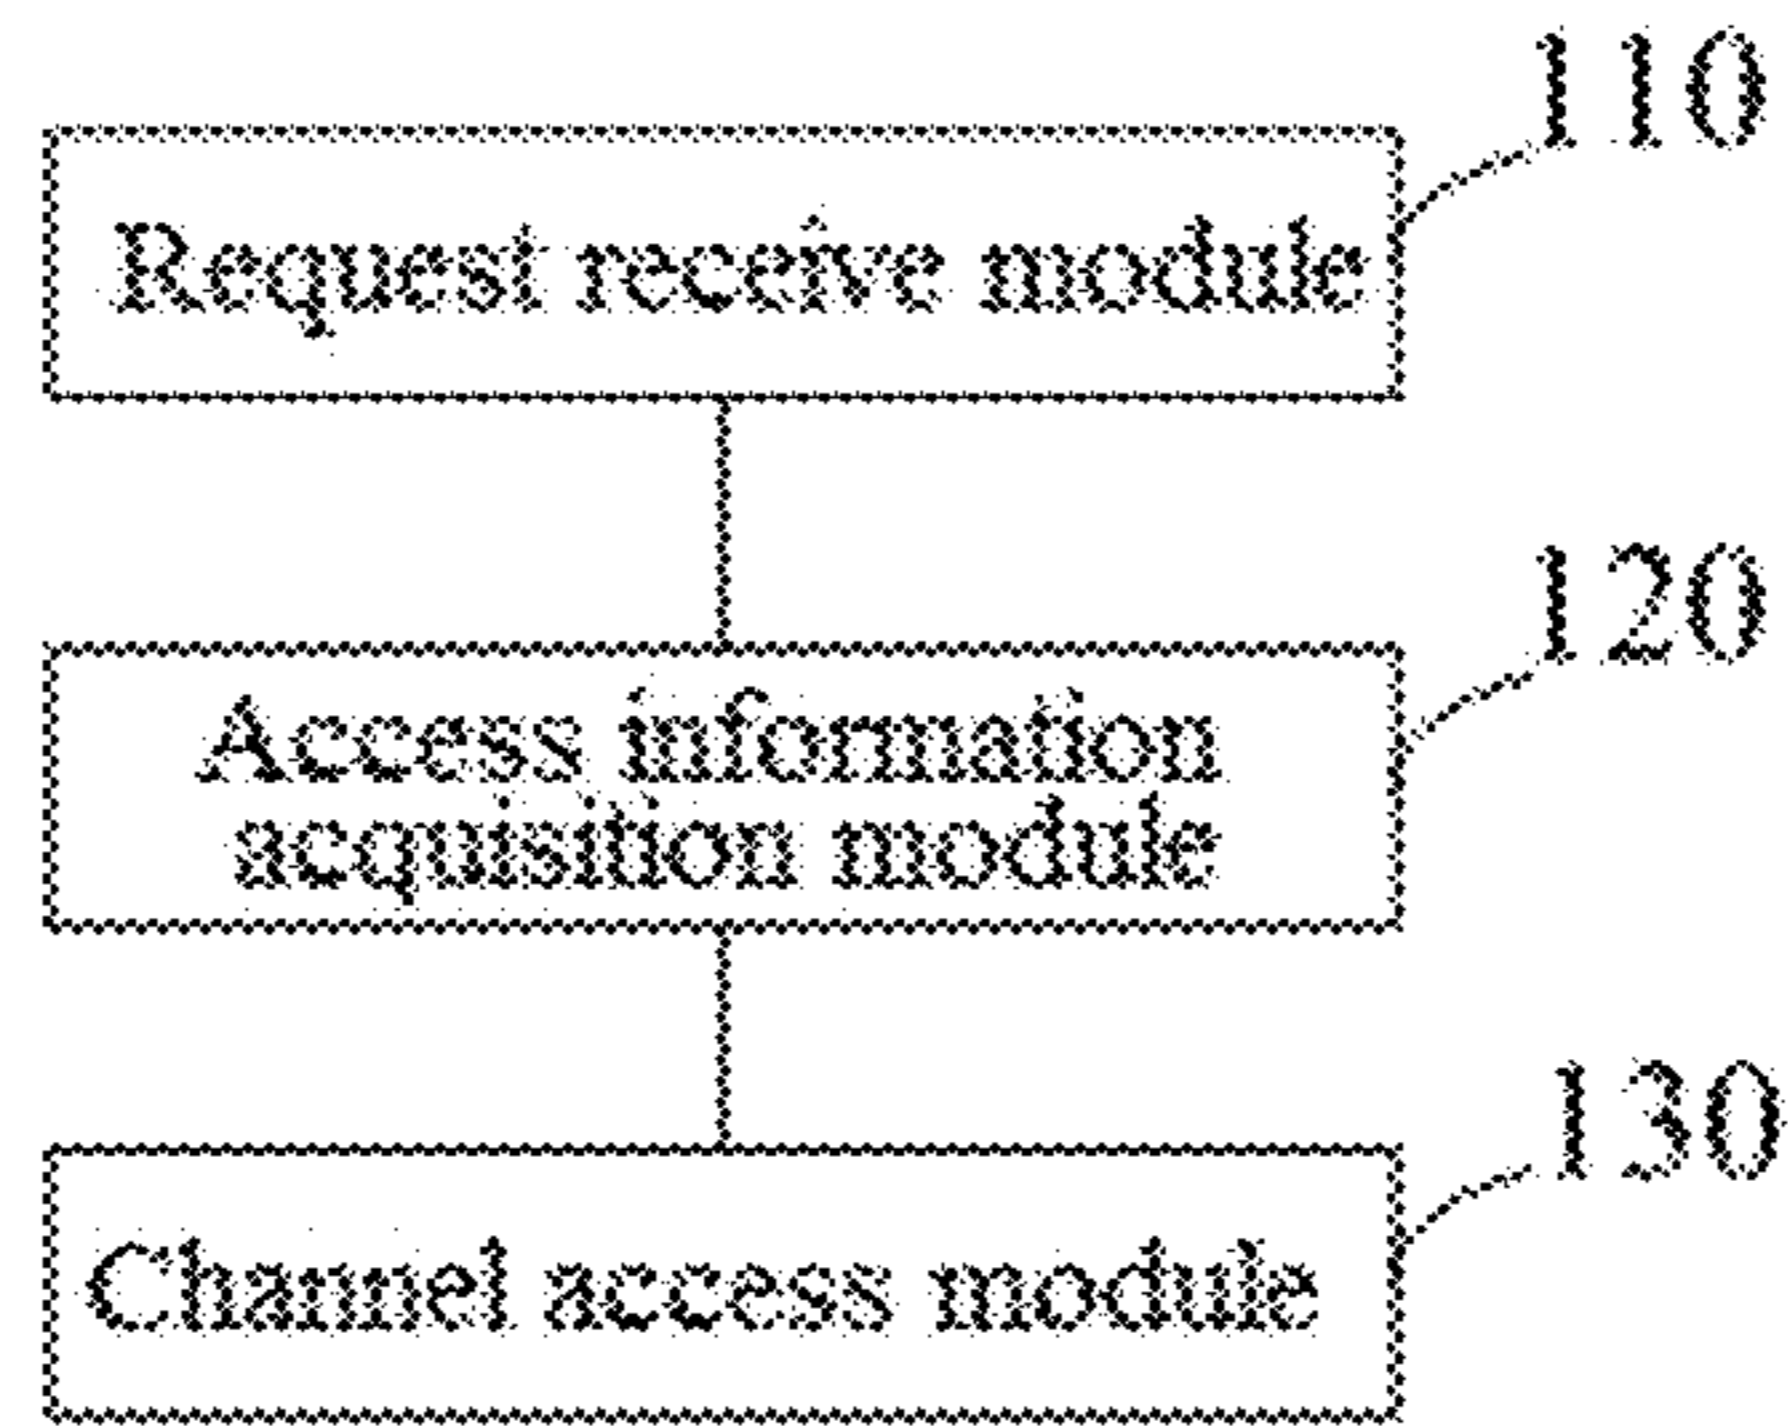 110
Request receive module
120
Access information
acquisition module
130
Channel access module